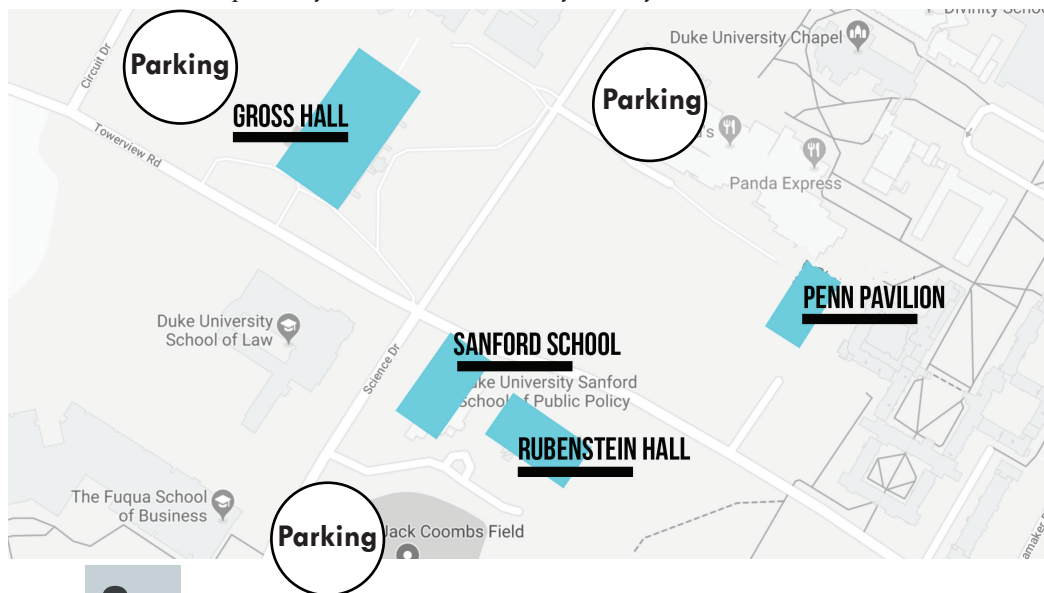 Divinity School
Duke University Chapel
Parking
Circuit Dr
Parking
GROSS HALL
Towerview Rd
Panda Express
PENN PAVILION
Duke University
School of Law
SANFORD SCHOOL
Science Dr
Duke University Sanford
School of Public Policy
RUBENSTEIN HALL
The Fuqua School
of Business
Parking
Jack Coombs Field